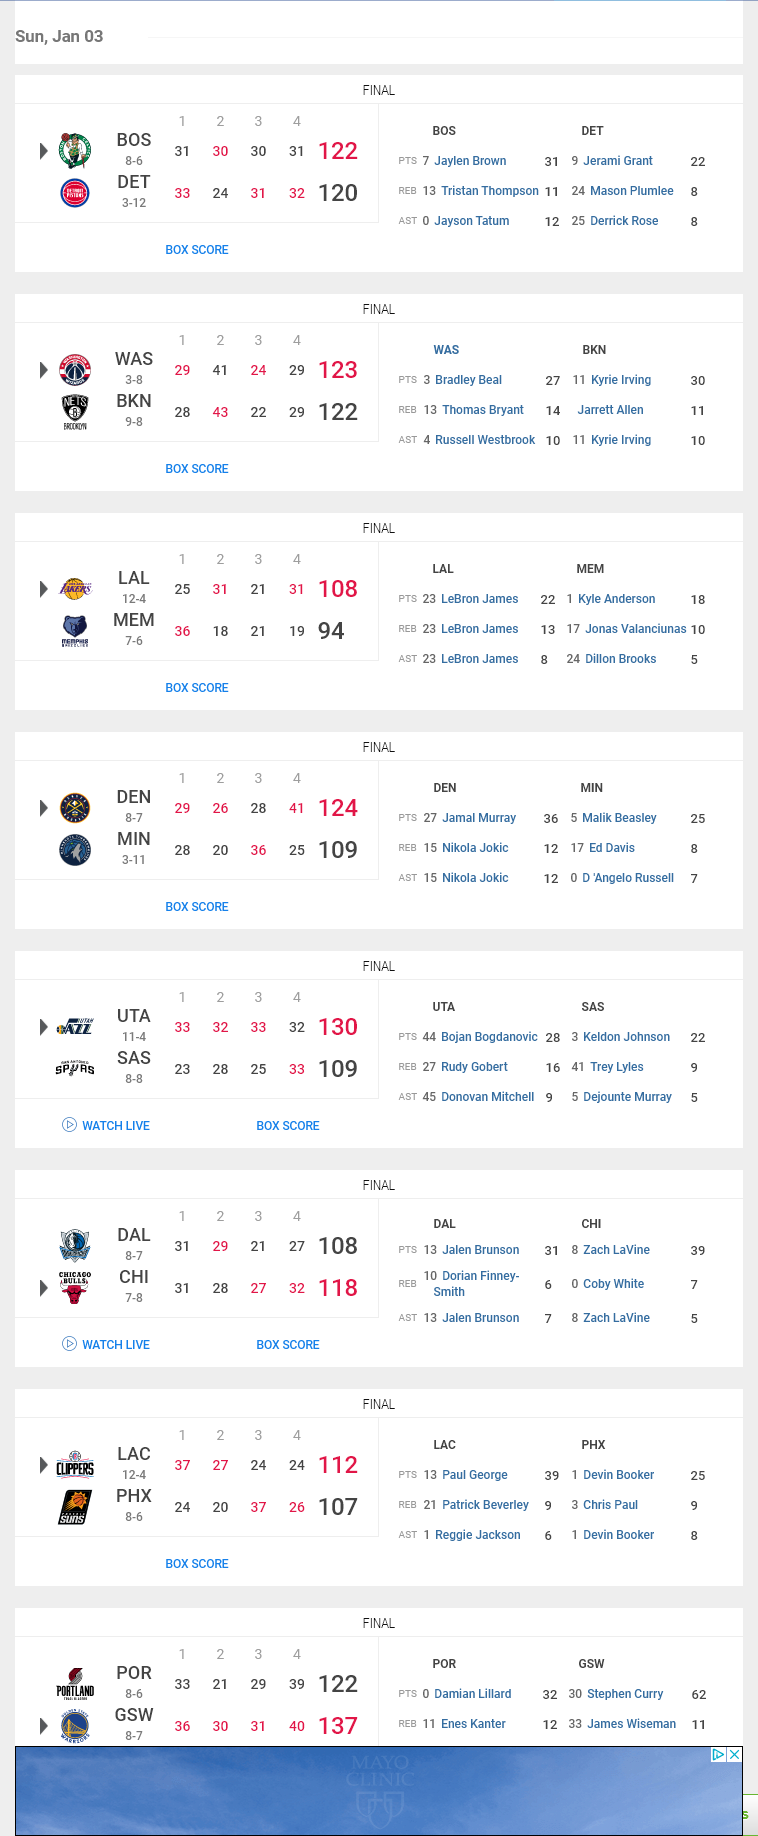 Sun, Jan 03
FINAL
1 2 3 4
BOS 31 30 30 31 122
8-6
DET 33 24 31 32 120
3-12
BOS DET
PTS 7 Jaylen Brown 31 9 Jerami Grant 22
REB 13 Tristan Thompson 11 24 Mason Plumlee 8
AST 0 Jayson Tatum 12 25 Derrick Rose 8
BOX SCORE
FINAL
1 2 3 4
WAS 29 41 24 29 123
3-8
BKN 28 43 22 29 122
9-8
BROOKLYN
WAS BKN
PTS 3 Bradley Beal 27 11 Kyrie Irving 30
REB 13 Thomas Bryant 14 Jarrett Allen 11
AST 4 Russell Westbrook 10 11 Kyrie Irving 10
BOX SCORE
FINAL
1 2 3 4
LAL 25 31 21 31 108
12-4
MEM 36 18 21 19 94
7-6
LAL MEM
PTS 23 LeBron James 22 1 Kyle Anderson 18
REB 23 LeBron James 13 17 Jonas Valanciunas 10
AST 23 LeBron James 8 24 Dillon Brooks 5
BOX SCORE
FINAL
1 2 3 4
DEN 29 26 28 41 124
8-7
MIN 28 20 36 25 109
3-11
DEN MIN
PTS 27 Jamal Murray 36 5 Malik Beasley 25
REB 15 Nikola Jokic 12 17 Ed Davis 8
AST 15 Nikola Jokic 12 0 D 'Angelo Russell 7
BOX SCORE
FINAL
1 2 3 4
UTA 33 32 33 32 130
11-4
SAS 23 28 25 33 109
8-8
UTA SAS
PTS 44 Bojan Bogdanovic 28 3 Keldon Johnson 22
REB 27 Rudy Gobert 16 41 Trey Lyles 9
AST 45 Donovan Mitchell 9 5 Dejounte Murray 5
WATCH LIVE BOX SCORE
FINAL
1 2 3 4
DAL 31 29 21 27 108
8-7
CHICAGO BULLS
CHI 31 28 27 32 118
7-8
DAL CHI
PTS 13 Jalen Brunson 31 8 Zach LaVine 39
REB 10 Dorian Finney-
Smith 6 0 Coby White 7
AST 13 Jalen Brunson 7 8 Zach LaVine 5
WATCH LIVE BOX SCORE
FINAL
1 2 3 4
CLIPPERS
LAC 37 27 24 24 112
12-4
SUNS
PHX 24 20 37 26 107
8-6
LAC PHX
PTS 13 Paul George 39 1 Devin Booker 25
REB 21 Patrick Beverley 9 3 Chris Paul 9
AST 1 Reggie Jackson 6 1 Devin Booker 8
BOX SCORE
FINAL
1 2 3 4
PORTLAND
POR 33 21 29 39 122
8-6
GSW 36 30 31 40 137
8-7
POR GSW
PTS 0 Damian Lillard 32 30 Stephen Curry 62
REB 11 Enes Kanter 12 33 James Wiseman 11
MAYO
CLINIC
s